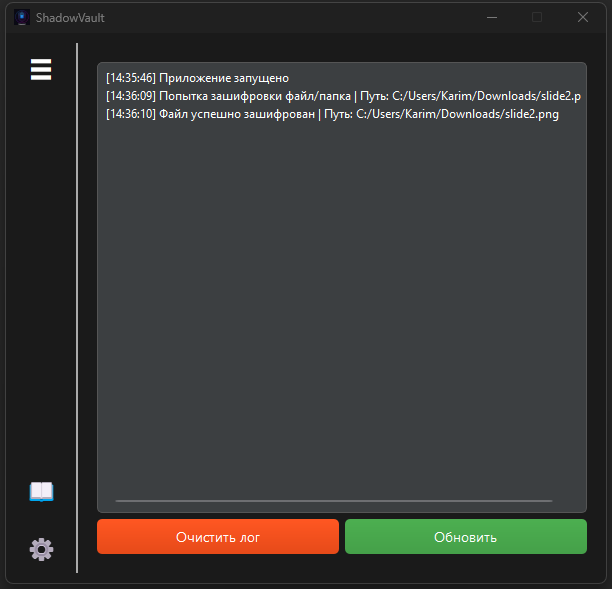 ShadowVault
[14:35:46] Приложение запущено
[14:36:09] Попытка зашифровки файл/папка | Путь: C:/Users/Karim/Downloads/slide2.p
[14:36:10] Файл успешно зашифрован | Путь: C:/Users/Karim/Downloads/slide2.png
Очистить лог
Обновить